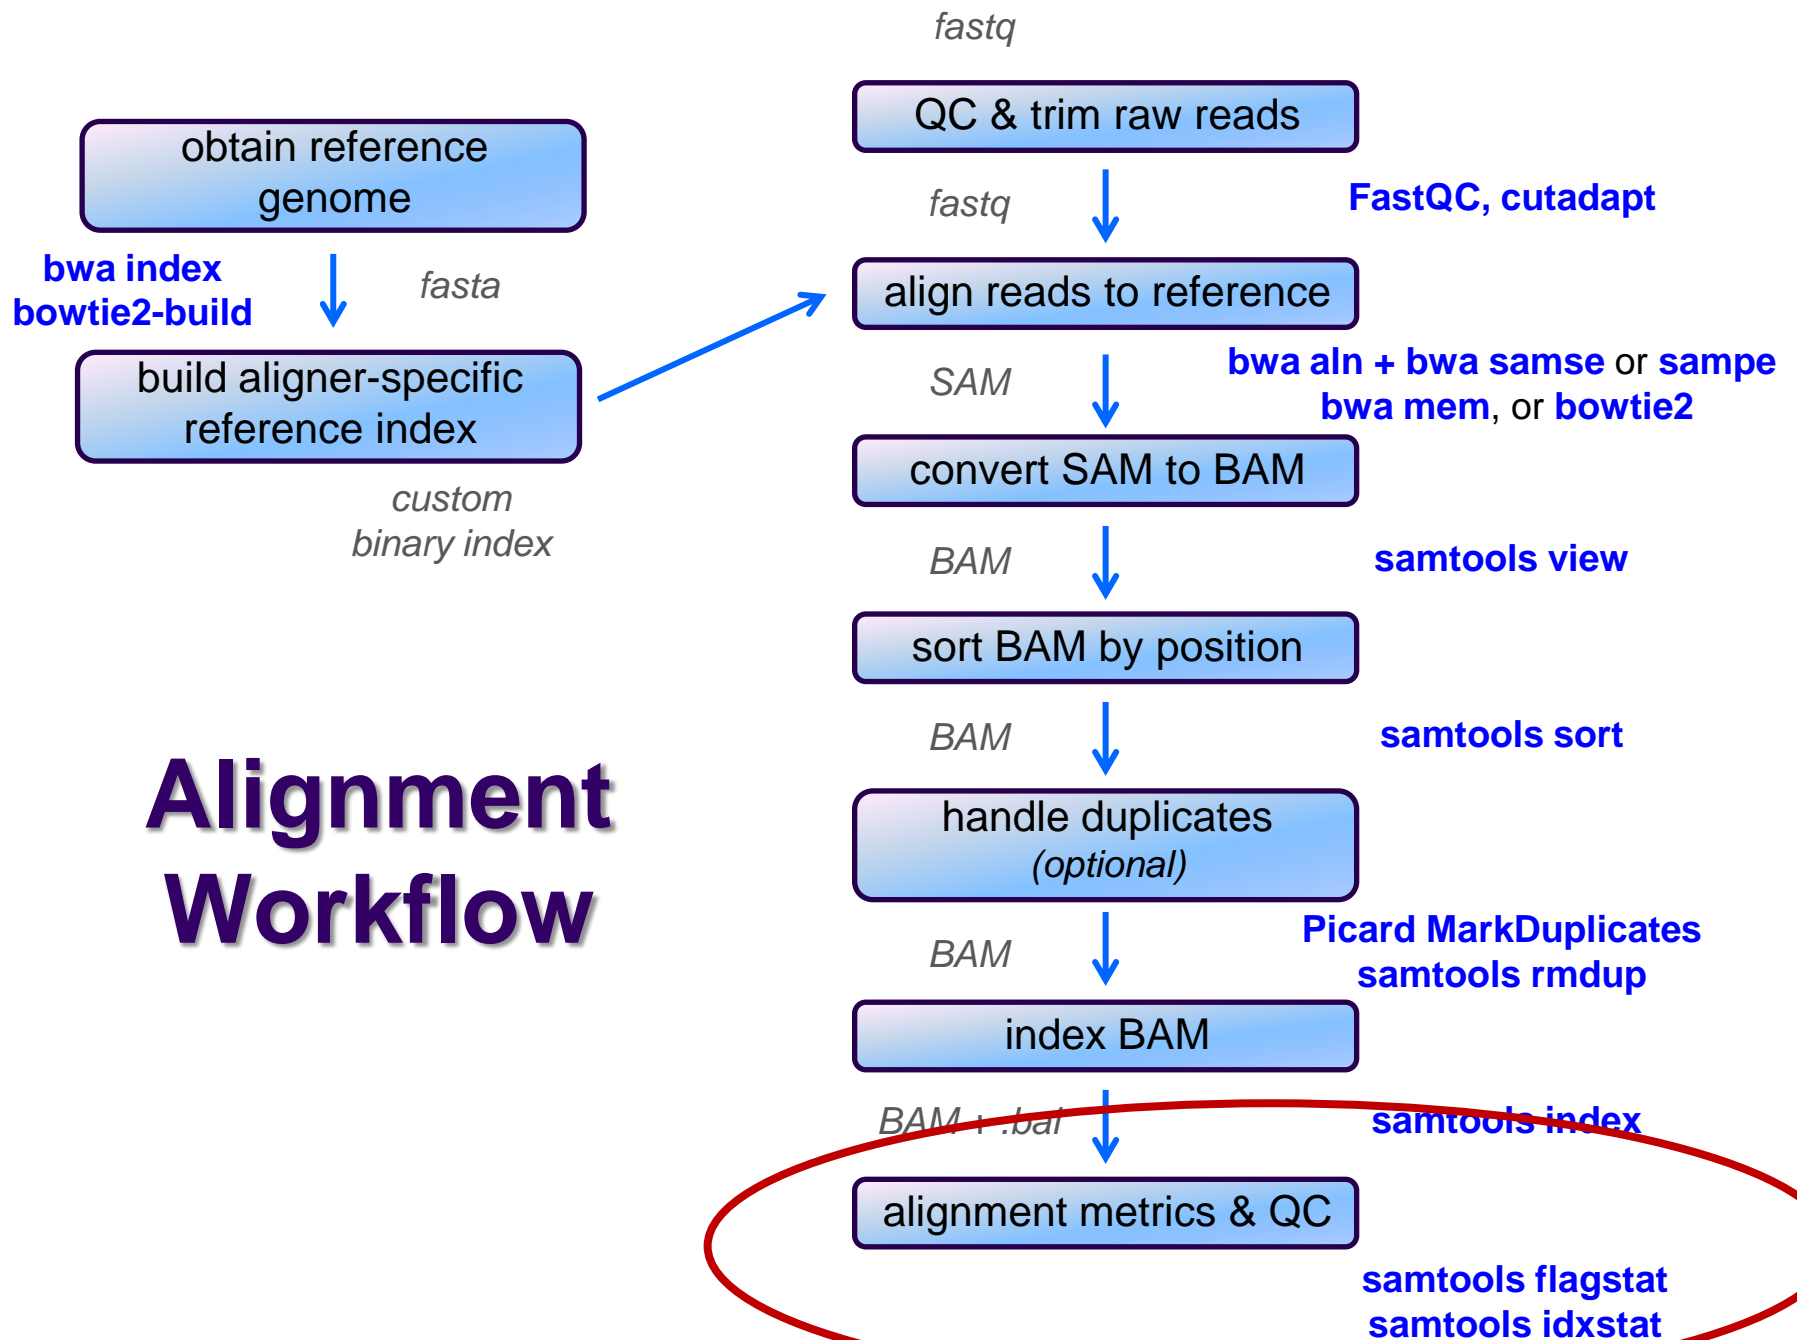 fastq
QC & trim raw reads
obtain reference
genome
fastq
FastQC, cutadapt
bwa index
bowtie2-build
fasta
align reads to reference
build aligner-specific
reference index
SAM
bwa aln + bwa samse or sampe
bwa mem, or bowtie2
custom
binary index
convert SAM to BAM
BAM
samtools view
sort BAM by position
BAM
samtools sort
Alignment
Workflow
handle duplicates
(optional)
BAM
Picard MarkDuplicates
samtools rmdup
index BAM
BAM + .bai
samtools index
alignment metrics & QC
samtools flagstat
samtools idxstat